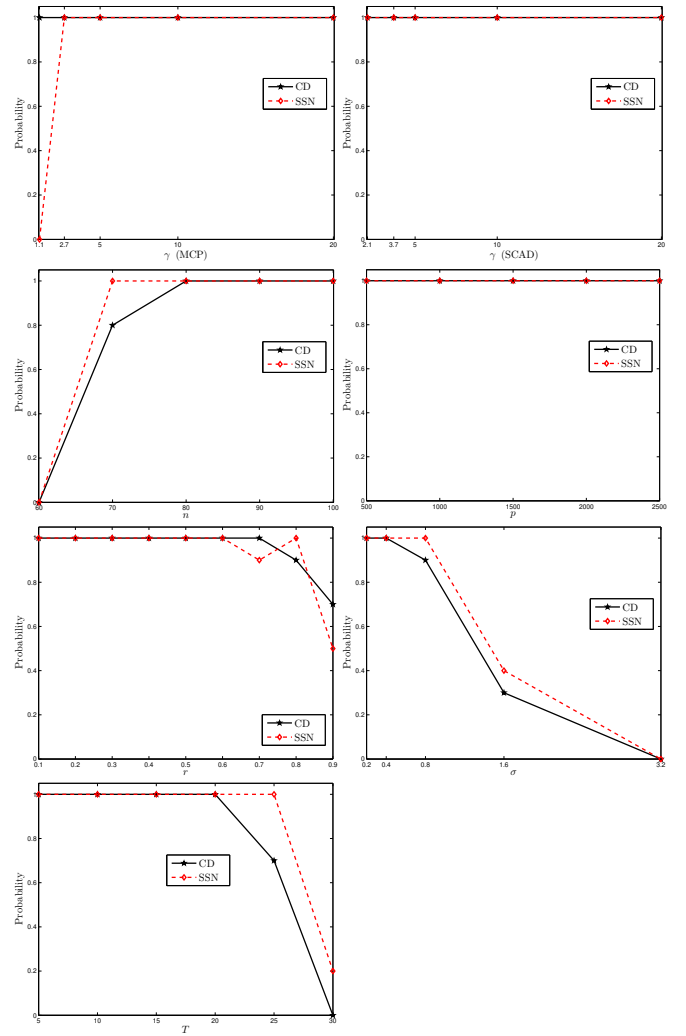 1
0.8
0.6
0.4
0.2
0
Probability
CD
SSN
1.1 2.7 5 10 20
γ (MCP)
1
0.8
0.6
0.4
0.2
0
Probability
CD
SSN
2.1 3.7 5 10 20
γ (SCAD)
1
0.8
0.6
0.4
0.2
0
Probability
CD
SSN
60 70 80 90 100
n
1
0.8
0.6
0.4
0.2
0
Probability
CD
SSN
500 1000 1500 2000 2500
p
1
0.8
0.6
0.4
0.2
0
Probability
CD
SSN
0.1 0.2 0.3 0.4 0.5 0.6 0.7 0.8 0.9
r
1
0.8
0.6
0.4
0.2
0
Probability
CD
SSN
0.2 0.4 0.8 1.6 3.2
σ
1
0.8
0.6
0.4
0.2
0
Probability
CD
SSN
5 10 15 20 25 30
T